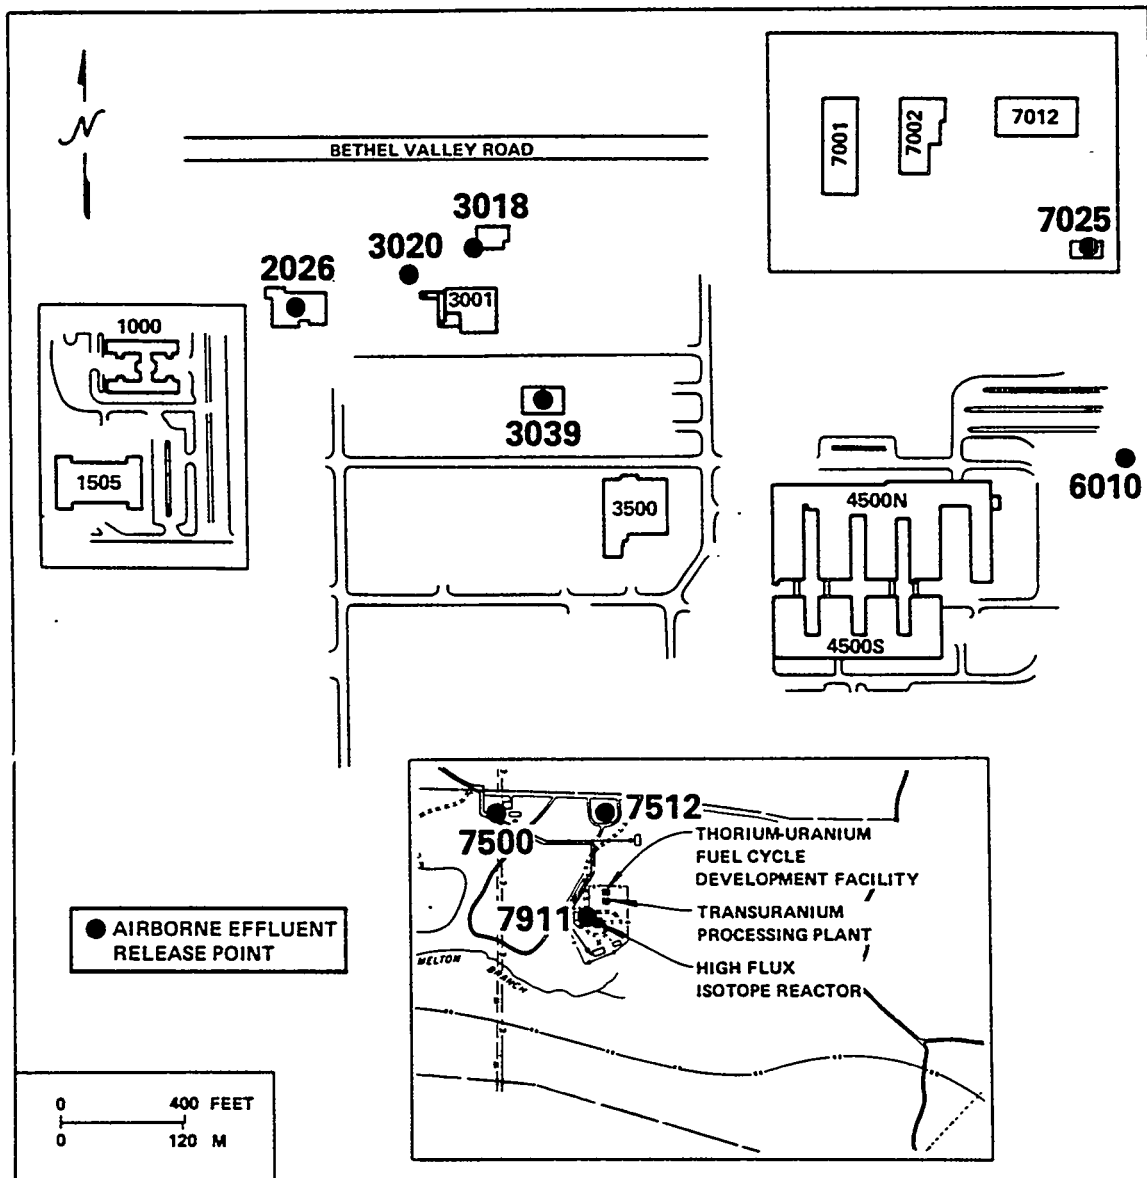 N
BETHEL VALLEY ROAD
7001
7002
7012
7025
3018
3020
2026
3001
1000
1505
3039
3500
6010
4500N
4500S
7500
7512
THORIUM-URANIUM
FUEL CYCLE
DEVELOPMENT FACILITY
7911
TRANSURANIUM
PROCESSING PLANT
HIGH FLUX
ISOTOPE REACTOR
MELTON
BRANCH
AIRBORNE EFFLUENT
RELEASE POINT
0 400 FEET
0 120 M